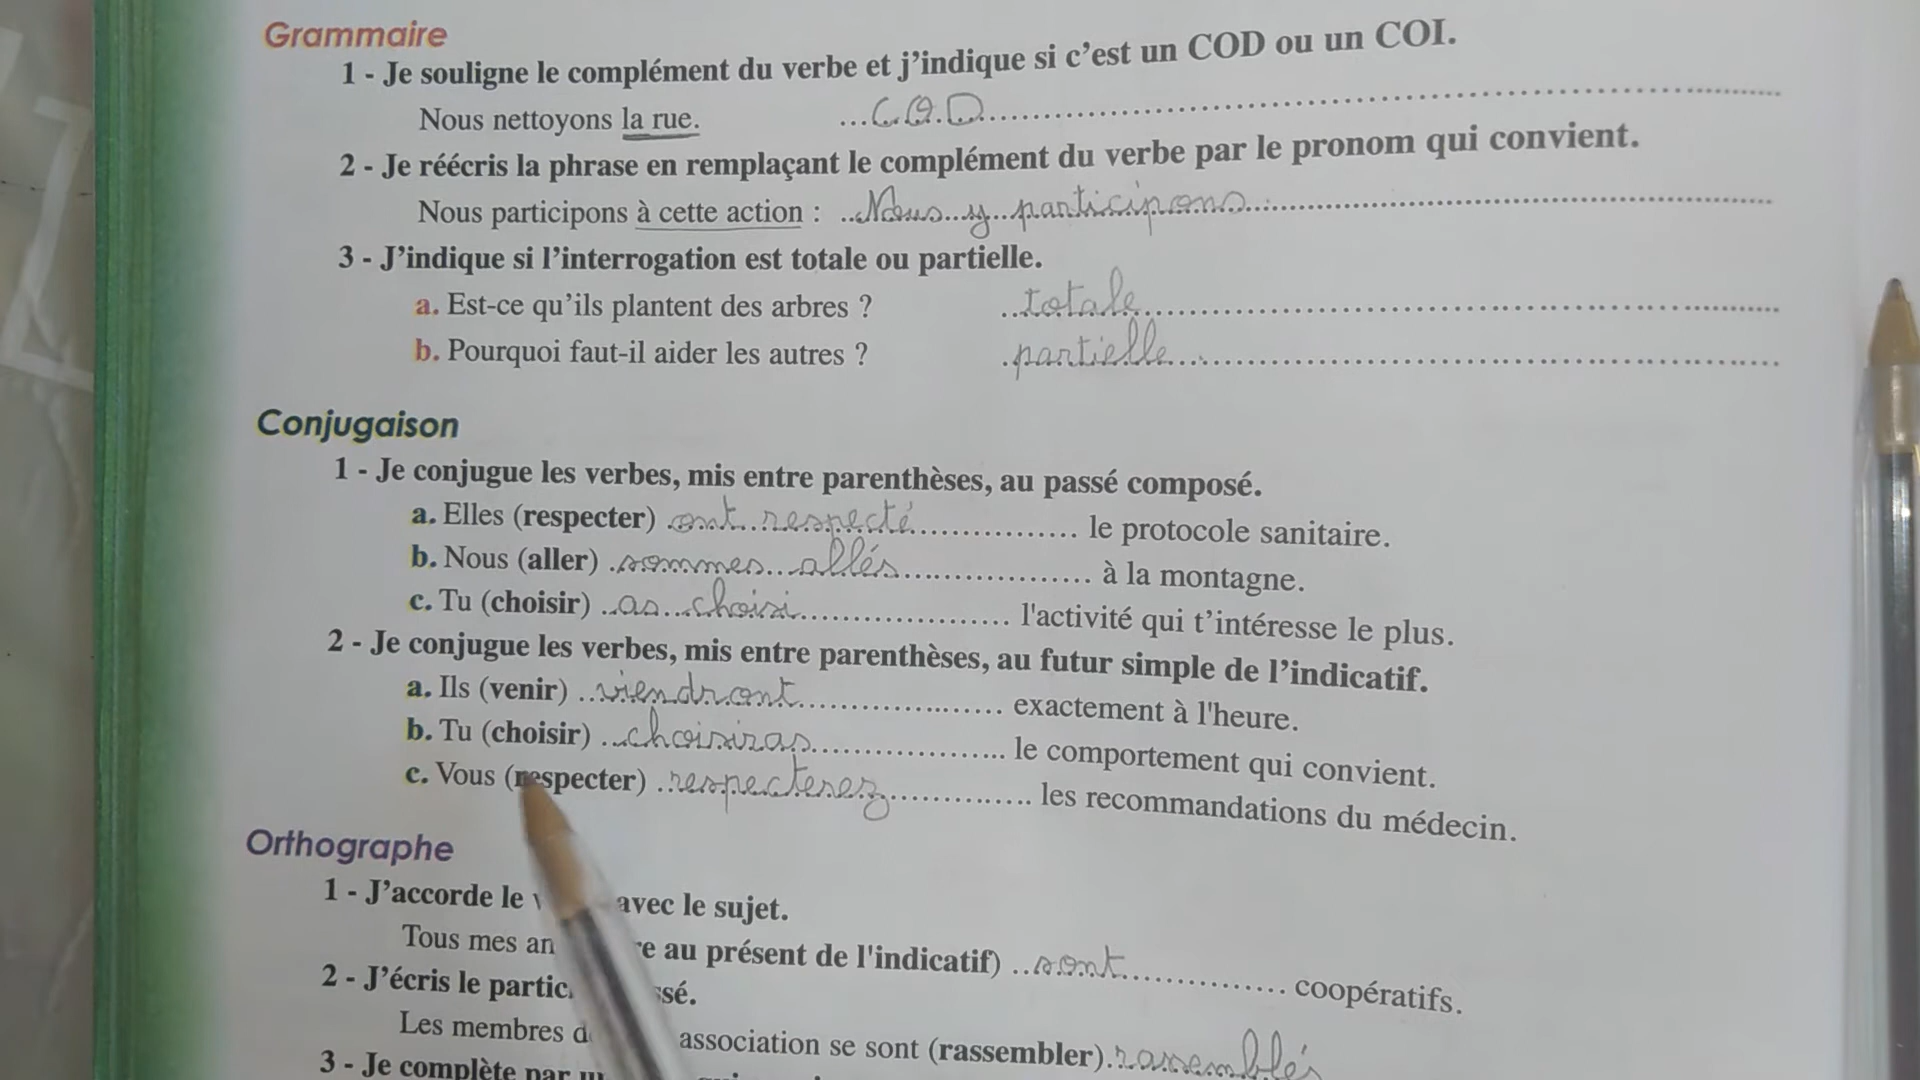 Grammaire
1 - Je souligne le complément du verbe et j'indique si c'est un COD ou un COI.
Nous nettoyons la rue. ...C.O.D....
2 - Je réécris la phrase en remplaçant le complément du verbe par le pronom qui convient.
Nous participons à cette action : ..Nous y participons....
3 - J'indique si l'interrogation est totale ou partielle.
a. Est-ce qu'ils plantent des arbres ? ..totale....
b. Pourquoi faut-il aider les autres ? .partielle....
Conjugaison
1 - Je conjugue les verbes, mis entre parenthèses, au passé composé.
a. Elles (respecter) .ont respecté.... le protocole sanitaire.
b. Nous (aller) .sommes allés.... à la montagne.
c. Tu (choisir) ..as choisi.... l'activité qui t'intéresse le plus.
2 - Je conjugue les verbes, mis entre parenthèses, au futur simple de l'indicatif.
a. Ils (venir) ..viendront.... exactement à l'heure.
b. Tu (choisir) ..choisiras.... le comportement qui convient.
c. Vous (respecter) ..respecterez.... les recommandations du médecin.
Orthographe
1 - J'accorde le avec le sujet.
Tous mes au présent de l'indicatif) ..sont.... coopératifs.
2 - J'écris le
Les membres association se sont (rassembler).rassemblés
3 - Je complète par